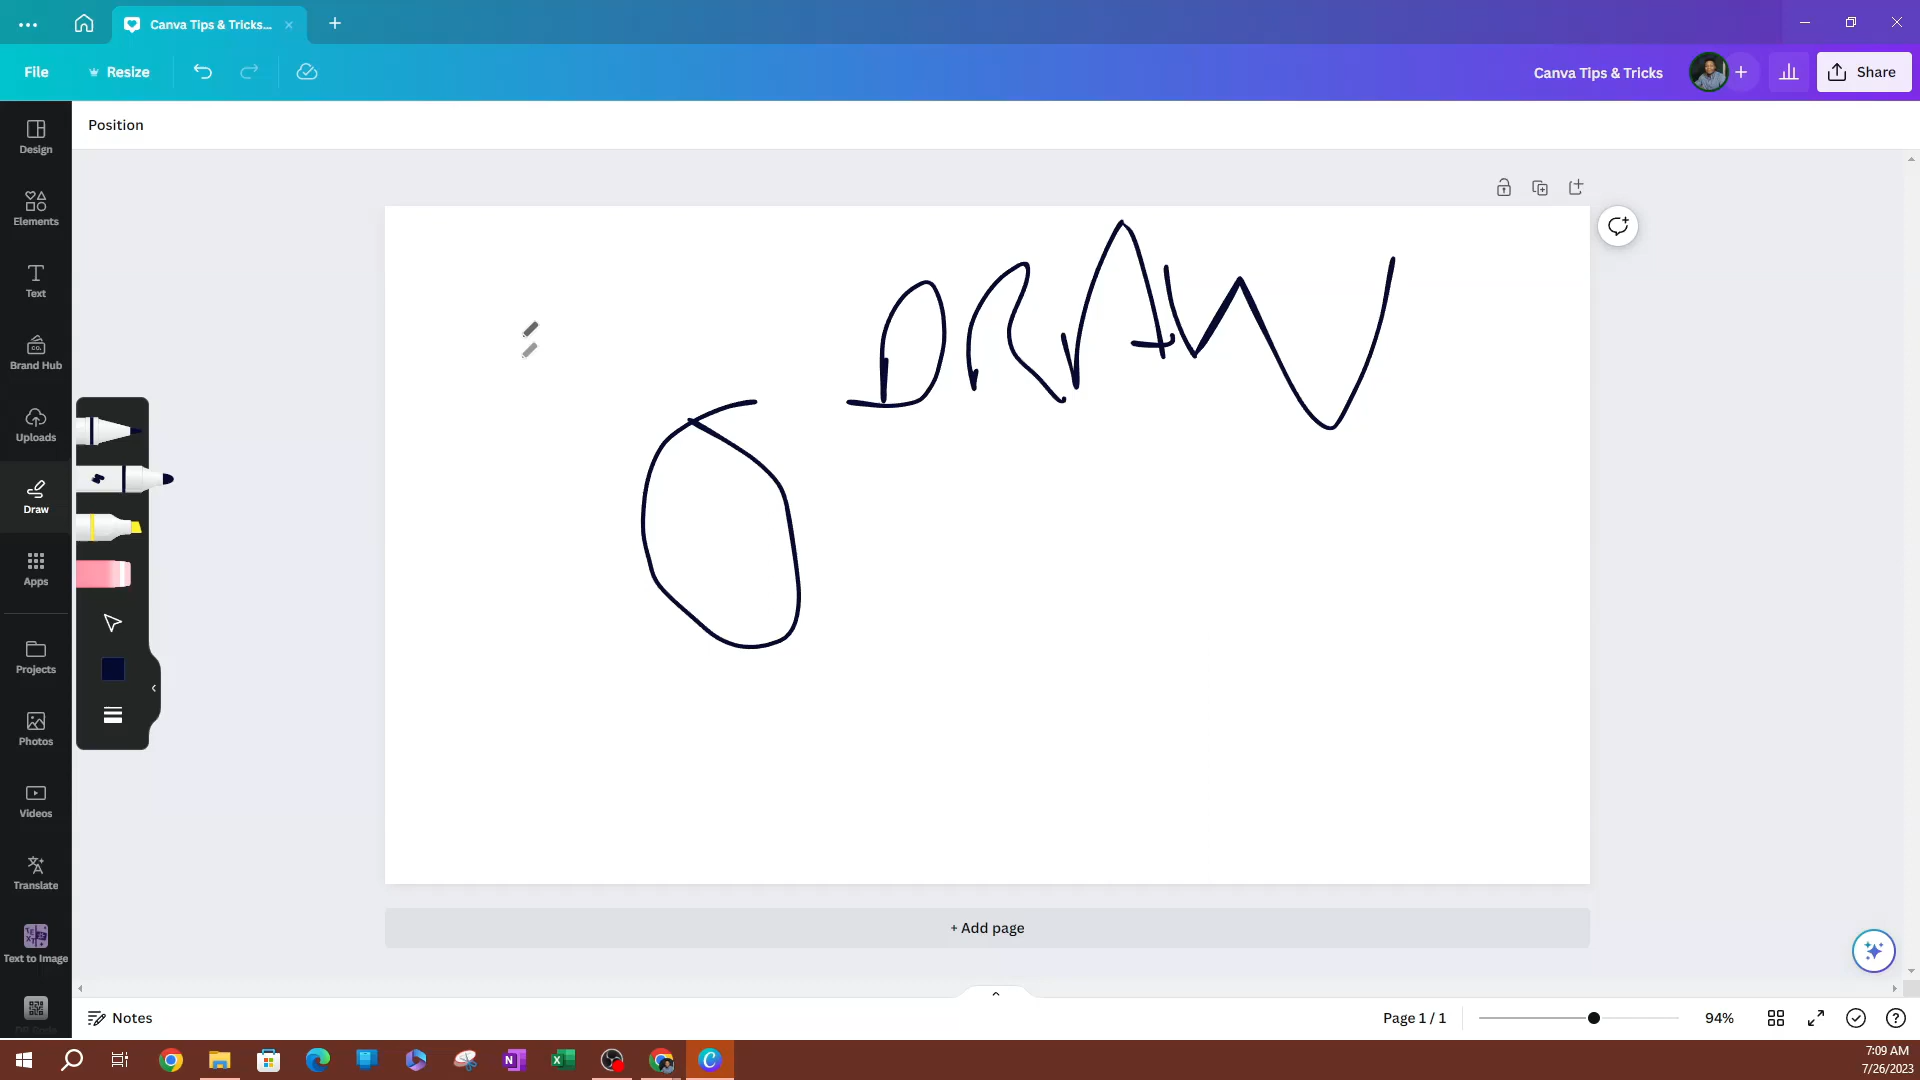 Canva Tips & Tricks...
File
Resize
Canva Tips & Tricks
Share
Position
Design
Elements
Text
Brand Hub
Uploads
Draw
Apps
Projects
Photos
Videos
Translate
Text to Image
DRAW
+ Add page
Notes
Page 1 / 1
94%
7:09 AM
7/26/2023